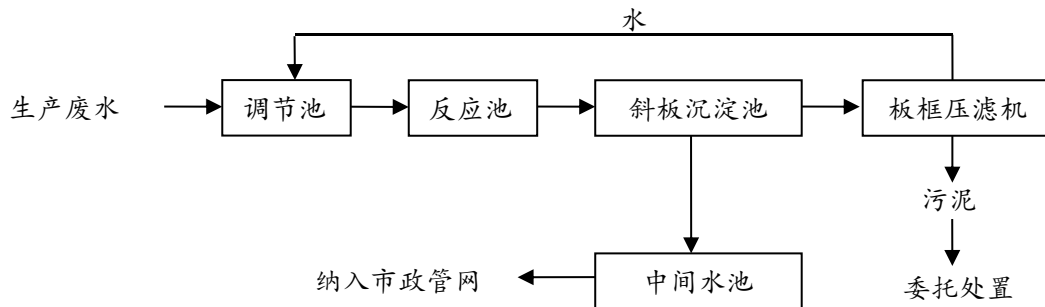 水
生产废水
调节池
反应池
斜板沉淀池
板框压滤机
污泥
纳入市政管网
中间水池
委托处置